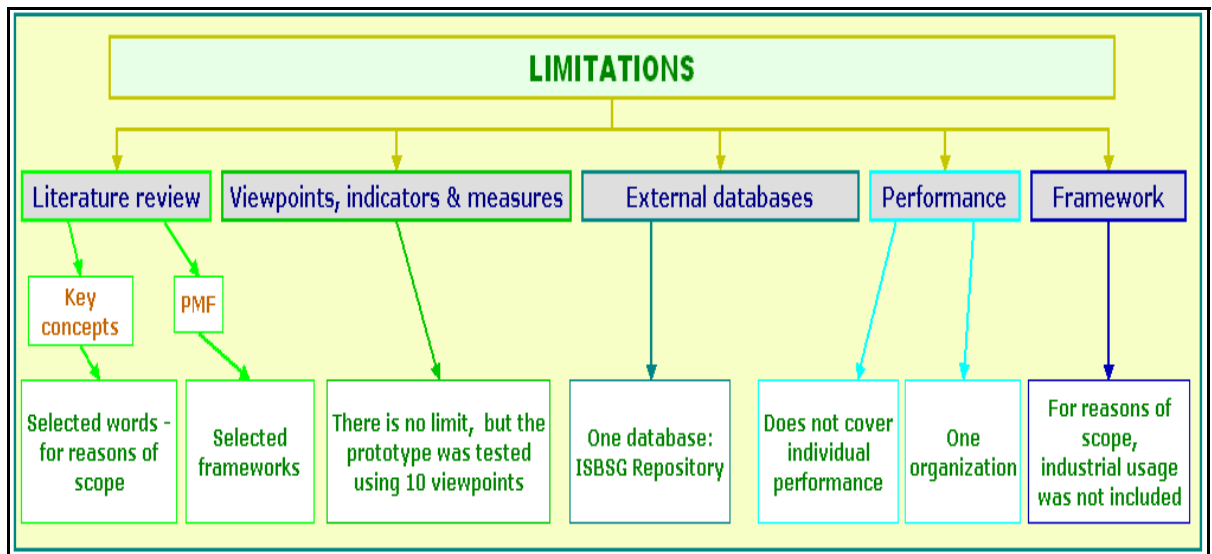 LIMITATIONS
Literature review
Viewpoints, indicators & measures
External databases
Performance
Framework
Key
concepts
PMF
Selected words -
for reasons of
scope
Selected
frameworks
There is no limit, but the
prototype was tested
using 10 viewpoints
One database:
ISBSG Repository
Does not cover
individual
performance
One
organization
For reasons of
scope,
industrial usage
was not included